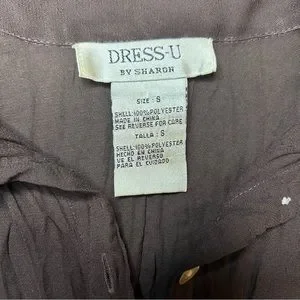 DRESS-U
BY SHARON
SIZE : S
SHELL:100%POLYESTER
MADE IN CHINA
SEE REVERSE FOR CARE
TALLA : S
SHELL:100%POLYESTER
HECHO EN CHINA
VE EL REVERSO
PARA EL CUIDADO